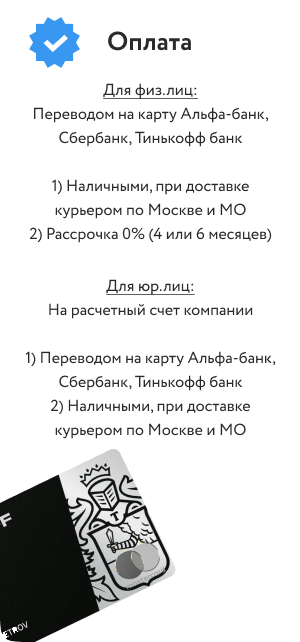 Оплата
Для физ.лиц:
Переводом на карту Альфа-банк,
Сбербанк, Тинькофф банк
1) Наличными, при доставке
курьером по Москве и МО
2) Рассрочка 0% (4 или 6 месяцев)
Для юр.лиц:
На расчетный счет компании
1) Переводом на карту Альфа-банк,
Сбербанк, Тинькофф банк
2) Наличными, при доставке
курьером по Москве и МО
F
T
ETROV